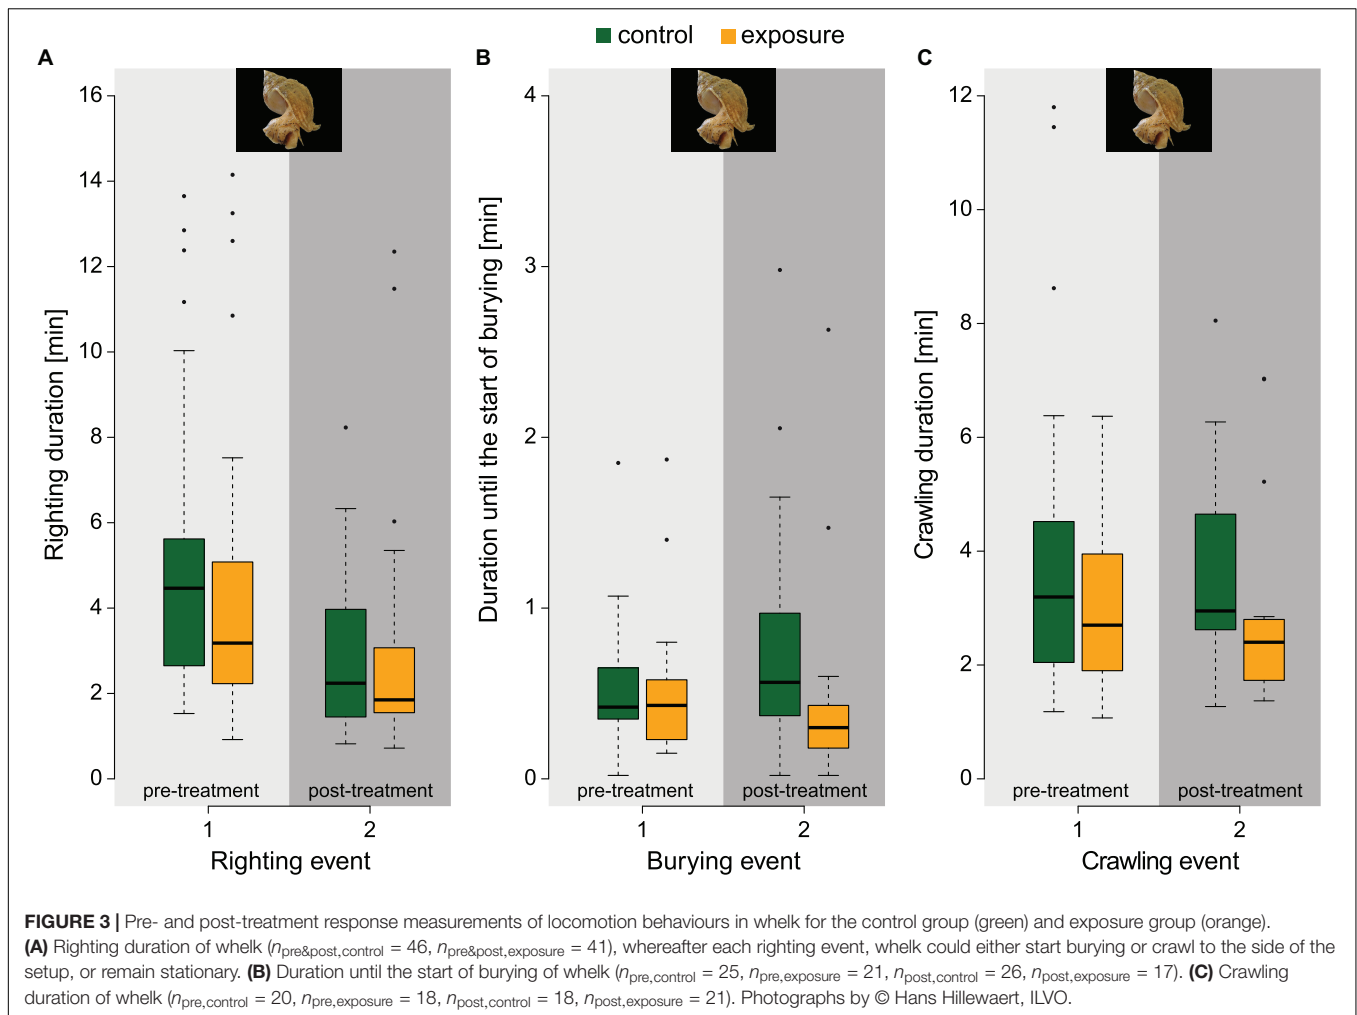 control exposure
A
B
C
16
14
12
10
8
6
4
2
0
Righting duration [min]
pre-treatment post-treatment
1 2
Righting event
4
3
2
1
0
Duration until the start of burying [min]
pre-treatment post-treatment
1 2
Burying event
12
10
8
6
4
2
0
Crawling duration [min]
pre-treatment post-treatment
1 2
Crawling event
FIGURE 3 | Pre- and post-treatment response measurements of locomotion behaviours in whelk for the control group (green) and exposure group (orange).
(A) Righting duration of whelk (npre&post,control = 46, npre&post,exposure = 41), whereafter each righting event, whelk could either start burying or crawl to the side of the
setup, or remain stationary. (B) Duration until the start of burying of whelk (npre,control = 25, npre,exposure = 21, npost,control = 26, npost,exposure = 17). (C) Crawling
duration of whelk (npre,control = 20, npre,exposure = 18, npost,control = 18, npost,exposure = 21). Photographs by © Hans Hillewaert, ILVO.